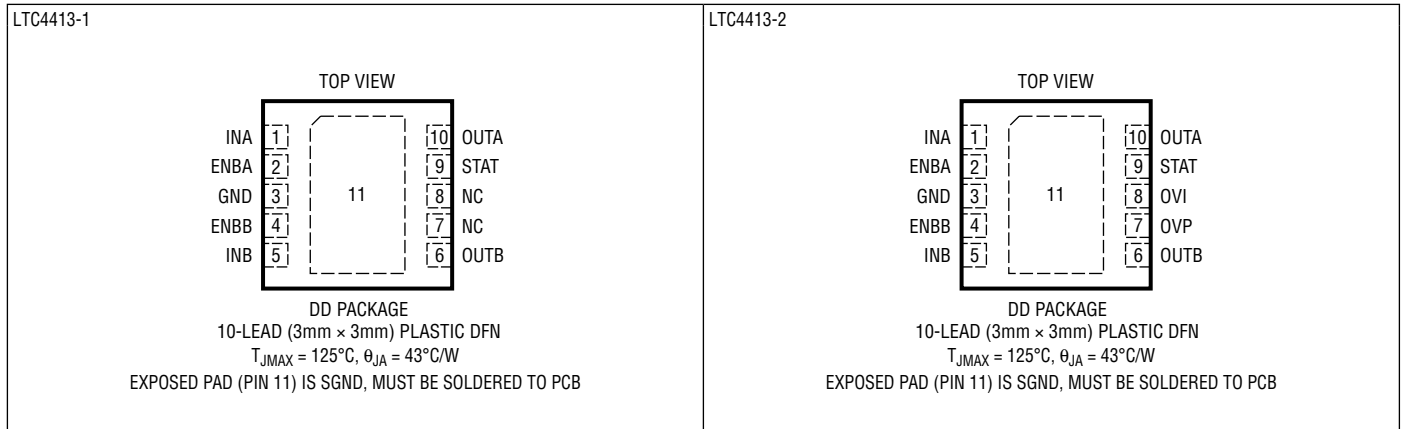 LTC4413-1
TOP VIEW
INA 1 10 OUTA
ENBA 2 9 STAT
GND 3 11 8 NC
ENBB 4 7 NC
INB 5 6 OUTB
DD PACKAGE
10-LEAD (3mm × 3mm) PLASTIC DFN
TJMAX = 125°C, θJA = 43°C/W
EXPOSED PAD (PIN 11) IS SGND, MUST BE SOLDERED TO PCB
LTC4413-2
TOP VIEW
INA 1 10 OUTA
ENBA 2 9 STAT
GND 3 11 8 OVI
ENBB 4 7 OVP
INB 5 6 OUTB
DD PACKAGE
10-LEAD (3mm × 3mm) PLASTIC DFN
TJMAX = 125°C, θJA = 43°C/W
EXPOSED PAD (PIN 11) IS SGND, MUST BE SOLDERED TO PCB